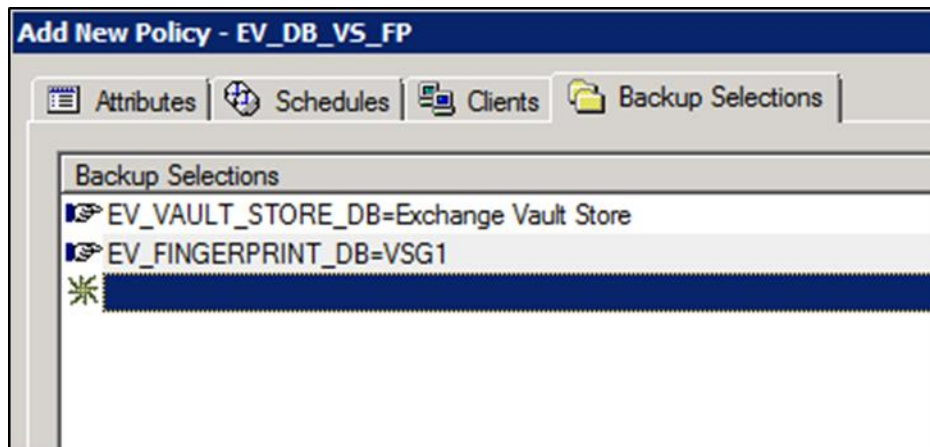 Add New Policy - EV_DB_VS_FP
Attributes Schedules Clients Backup Selections
Backup Selections
EV_VAULT_STORE_DB=Exchange Vault Store
EV_FINGERPRINT_DB=VSG1